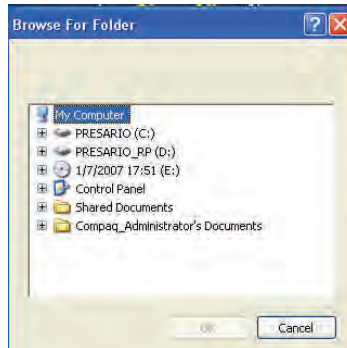 Browse For Folder
My Computer
PRESARIO (C:)
PRESARIO_RP (D:)
1/7/2007 17:51 (E:)
Control Panel
Shared Documents
Compaq_Administrator's Documents
OK
Cancel